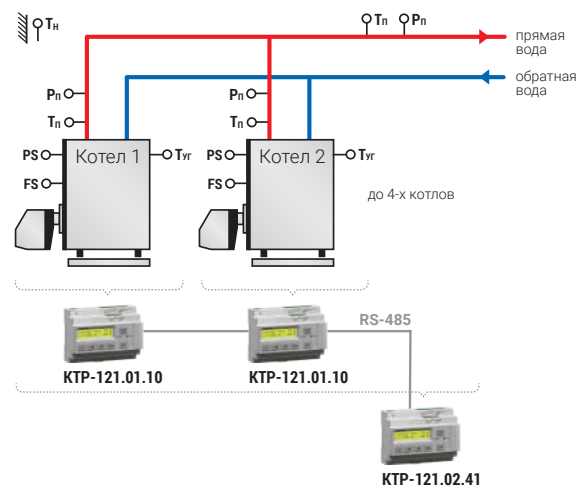 Tн
Tп Pп
прямая
вода
обратная
вода
Pп
Tп
Pп
Tп
PS Котел 1 Tуг
FS
PS Котел 2 Tуг
FS
до 4-х котлов
RS-485
КТР-121.01.10
КТР-121.01.10
КТР-121.02.41